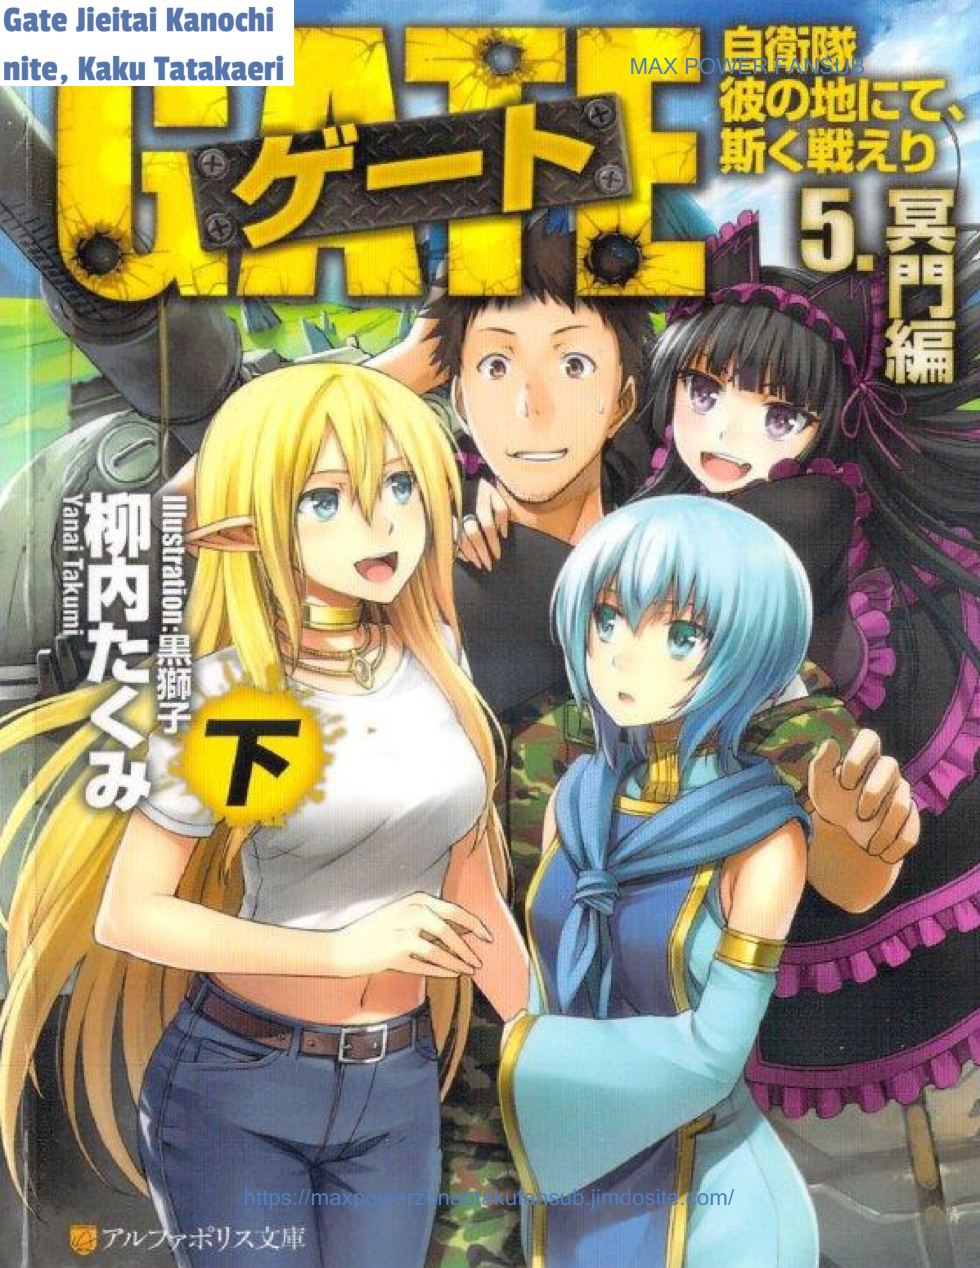 Gate Jieitai Kanochi
nite, Kaku Tatakaeri
GATE
ゲート
MAX POWER FANSUB
自衛隊
彼の地にて、
斯く戦えり
5.
冥門編
柳内たくみ
Yanai Takumi
Illustration:黒獅子
下
https://maxpowerzonaotakufansub.jimdosite.com/
アルファポリス文庫